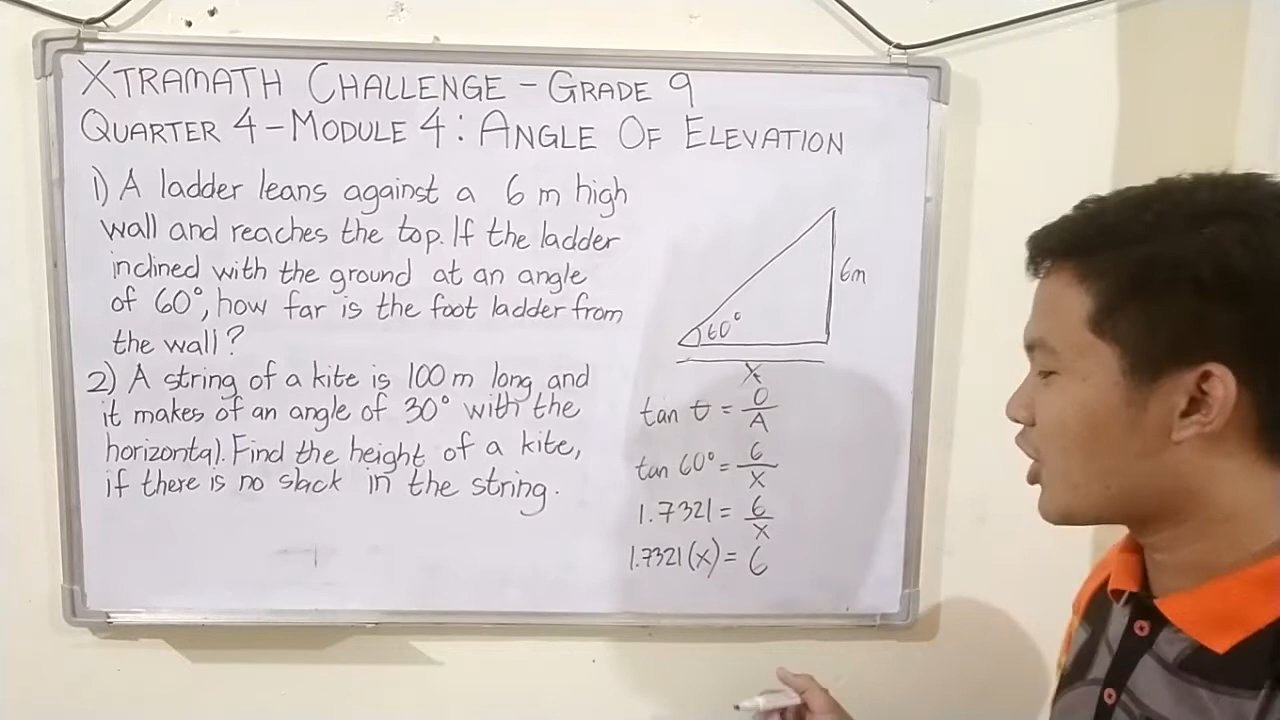 XTRAMATH CHALLENGE - GRADE 9
QUARTER 4 - MODULE 4: ANGLE OF ELEVATION
1) A ladder leans against a 6 m high
wall and reaches the top. If the ladder
inclined with the ground at an angle
of 60°, how far is the foot ladder from
the wall?
2) A string of a kite is 100 m long and
it makes of an angle of 30° with the
horizontal. Find the height of a kite,
if there is no slack in the string.
6m
60°
X
tan θ = O/A
tan 60° = 6/X
1.7321 = 6/X
1.7321(x) = 6